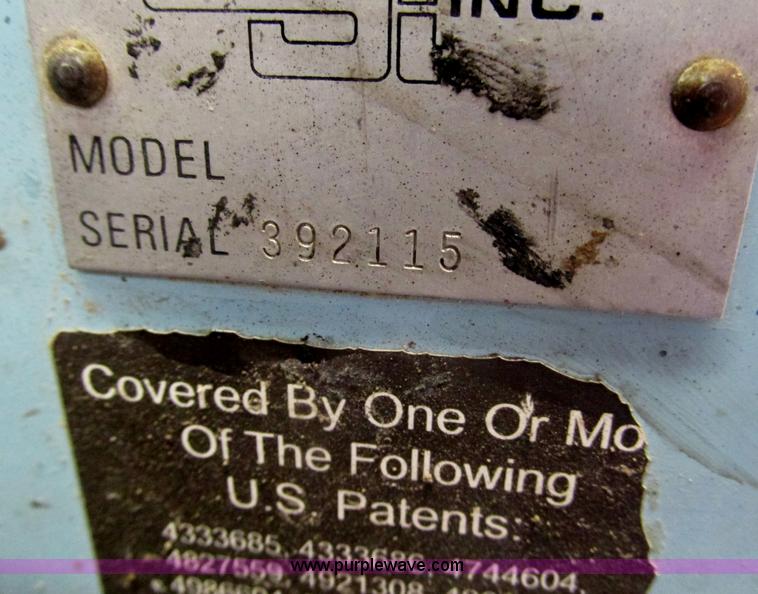 INC.
MODEL
SERIAL 392115
Covered By One Or Mo
Of The Following
U.S. Patents:
4333685, 4333686, 4744604,
4827559, 4921308,
www.purplewave.com